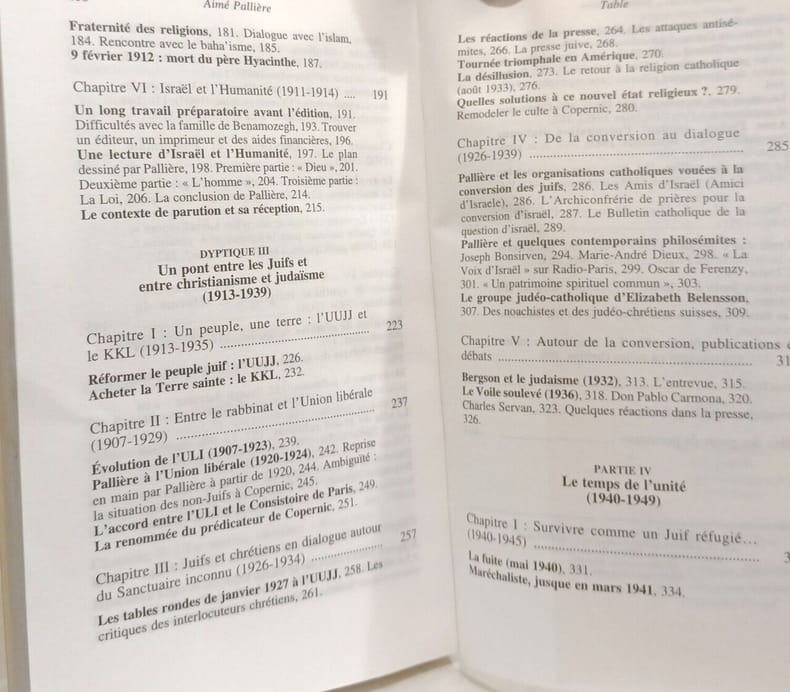 Aimé Pallière
Fraternité des religions, 181. Dialogue avec l'islam,
184. Rencontre avec le baha'isme, 185.
9 février 1912 : mort du père Hyacinthe, 187.
Chapitre VI : Israël et l'Humanité (1911-1914) .... 191
Un long travail préparatoire avant l'édition, 191.
Difficultés avec la famille de Benamozegh, 193. Trouver
un éditeur, un imprimeur et des aides financières, 196.
Une lecture d'Israël et l'Humanité, 197. Le plan
dessiné par Pallière, 198. Première partie : « Dieu », 201.
Deuxième partie : « L'homme », 204. Troisième partie :
La Loi, 206. La conclusion de Pallière, 214.
Le contexte de parution et sa réception, 215.
DYPTIQUE III
Un pont entre les Juifs et
entre christianisme et judaïsme
(1913-1939)
Chapitre I : Un peuple, une terre : l'UUJJ et
le KKL (1913-1935) ........................................ 223
Réformer le peuple juif : l'UUJJ, 226.
Acheter la Terre sainte : le KKL, 232.
Chapitre II : Entre le rabbinat et l'Union libérale
(1907-1929) .................................................... 237
Évolution de l'ULI (1907-1923), 239.
Pallière à l'Union libérale (1920-1924), 242. Reprise
en main par Pallière à partir de 1920, 244. Ambiguïté :
la situation des non-Juifs à Copernic, 245.
L'accord entre l'ULI et le Consistoire de Paris, 249.
La renommée du prédicateur de Copernic, 251.
Chapitre III : Juifs et chrétiens en dialogue autour
du Sanctuaire inconnu (1926-1934) .................... 257
Les tables rondes de janvier 1927 à l'UUJJ, 258. Les
critiques des interlocuteurs chrétiens, 261.
Table
Les réactions de la presse, 264. Les attaques antisé-
mites, 266. La presse juive, 268.
Tournée triomphale en Amérique, 270.
La désillusion, 273. Le retour à la religion catholique
(août 1933), 276.
Quelles solutions à ce nouvel état religieux ?, 279.
Remodeler le culte à Copernic, 280.
Chapitre IV : De la conversion au dialogue
(1926-1939) .................................................... 285
Pallière et les organisations catholiques vouées à la
conversion des juifs, 286. Les Amis d'Israël (Amici
d'Israele), 286. L'Archiconfrérie de prières pour la
conversion d'israël, 287. Le Bulletin catholique de la
question d'israël, 289.
Pallière et quelques contemporains philosémites :
Joseph Bonsirven, 294. Marie-André Dieux, 298. « La
Voix d'Israël » sur Radio-Paris, 299. Oscar de Ferenzy,
301. « Un patrimoine spirituel commun », 303.
Le groupe judéo-catholique d'Elizabeth Belensson,
307. Des noachistes et des judéo-chrétiens suisses, 309.
Chapitre V : Autour de la conversion, publications
débats ............................................................ 31
Bergson et le judaisme (1932), 313. L'entrevue, 315.
Le Voile soulevé (1936), 318. Don Pablo Carmona, 320.
Charles Servan, 323. Quelques réactions dans la presse,
326.
PARTIE IV
Le temps de l'unité
(1940-1949)
Chapitre I : Survivre comme un Juif réfugié…
(1940-1945) ....................................................
La fuite (mai 1940), 331.
Maréchaliste, jusque en mars 1941, 334.